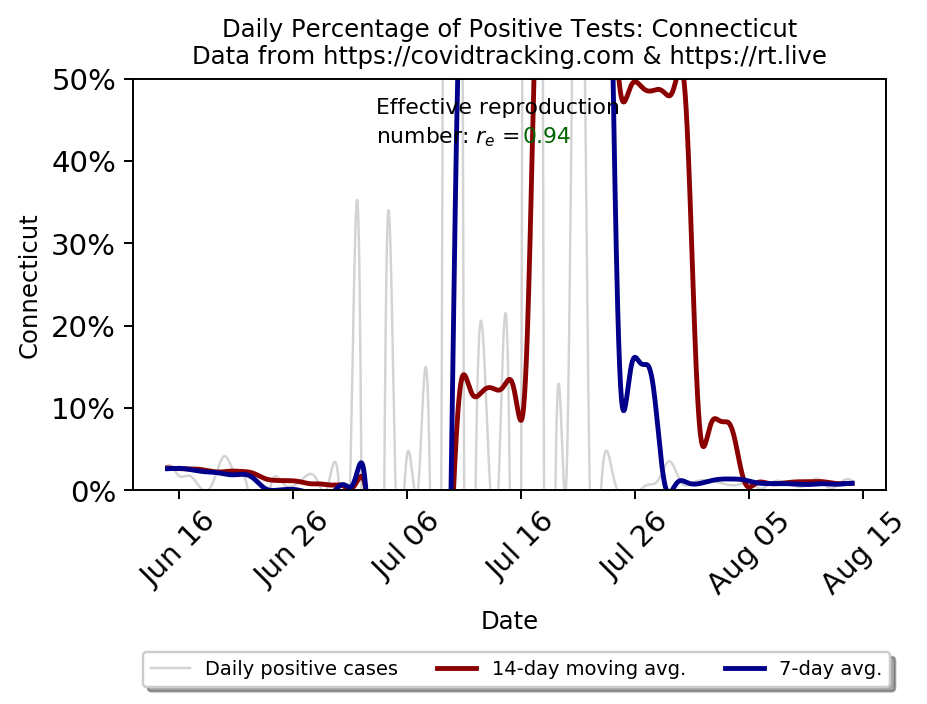 Daily Percentage of Positive Tests: Connecticut
Data from https://covidtracking.com & https://rt.live
50%
Effective reproduction
number: rₑ =0.94
40%
30%
20%
10%
0%
Connecticut
Jun 16
Jun 26
Jul 06
Jul 16
Jul 26
Aug 05
Aug 15
Date
Daily positive cases
14-day moving avg.
7-day avg.